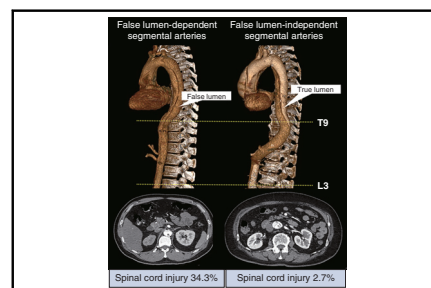 False lumen-dependent
segmental arteries
False lumen-independent
segmental arteries
False lumen
True lumen
T9
L3
Spinal cord injury 34.3%
Spinal cord injury 2.7%